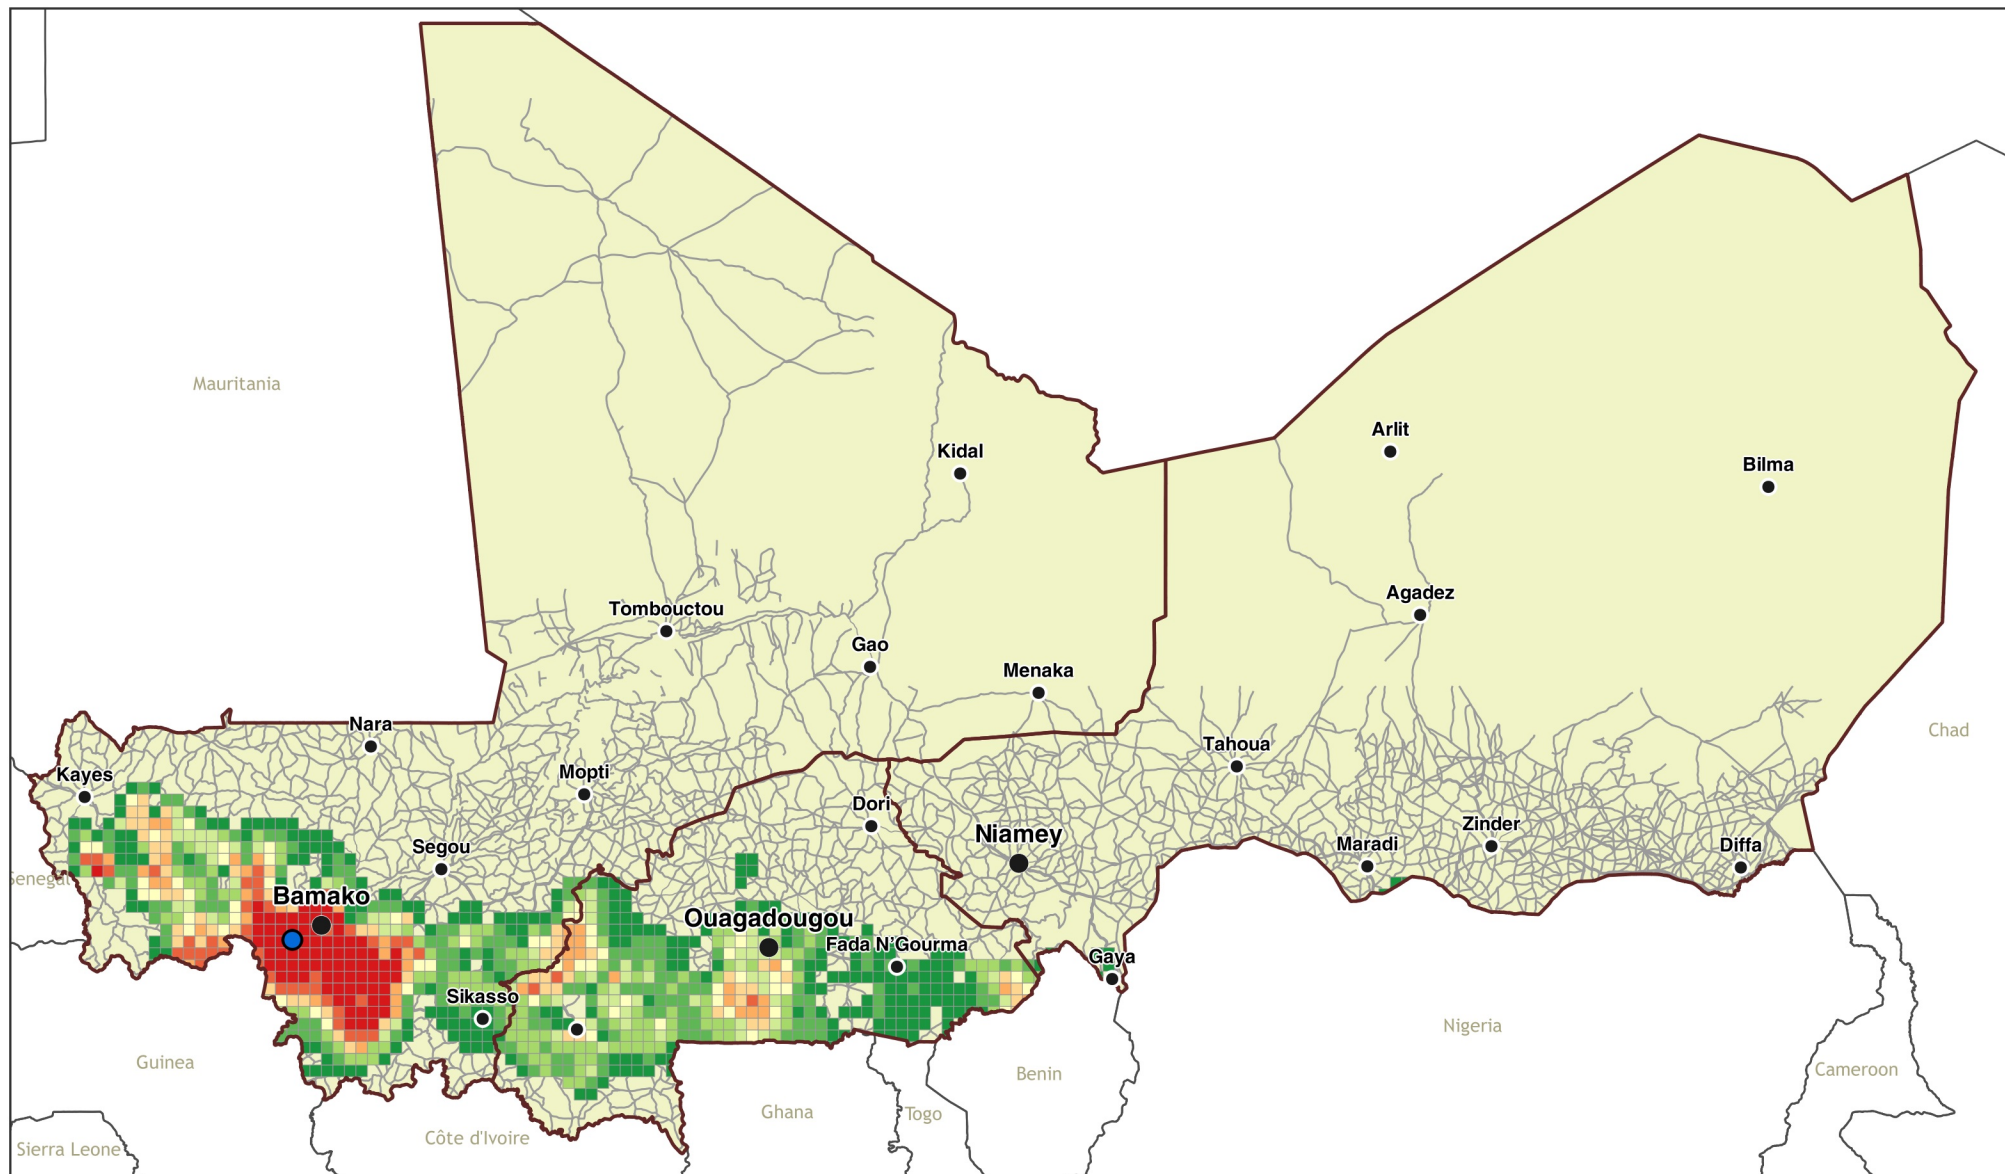 Mauritania
Arlit
Kidal
Bilma
Agadez
Tombouctou
Gao
Menaka
Nara
Chad
Tahoua
Kayes
Mopti
Dori
Niamey
Zinder
Segou
Maradi
Diffa
Senegal
Bamako
Ouagadougou
Fada N'Gourma
Gaya
Sikasso
Nigeria
Guinea
Benin
Cameroon
Ghana
Togo
Côte d'Ivoire
Sierra Leone